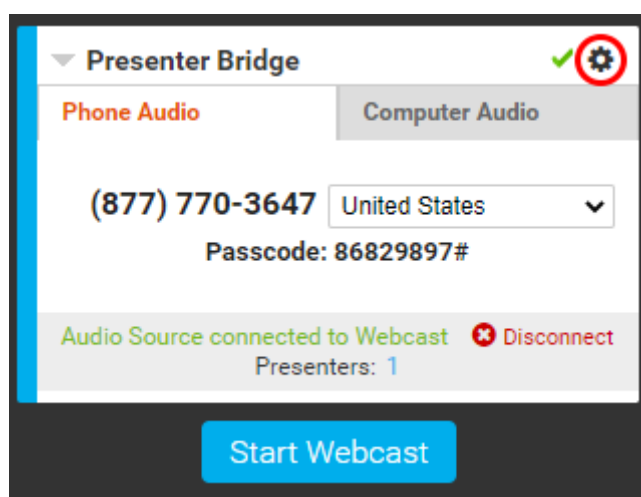 Presenter Bridge
Phone Audio Computer Audio
(877) 770-3647 United States
Passcode: 86829897#
Audio Source connected to Webcast Disconnect
Presenters: 1
Start Webcast